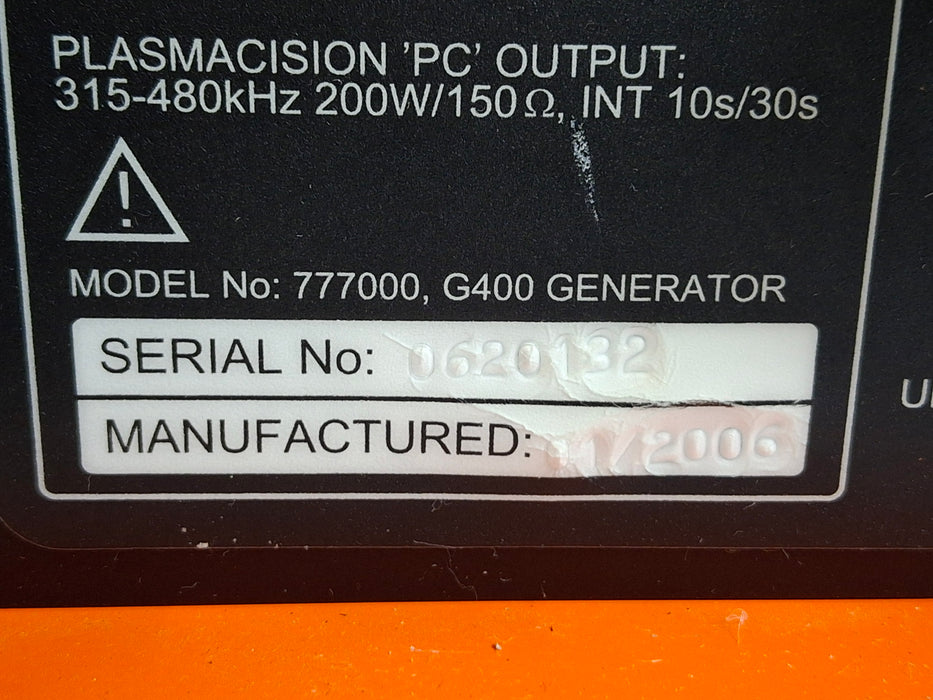 PLASMACISION 'PC' OUTPUT:
315-480kHz 200W/150Ω, INT 10s/30s
MODEL No: 777000, G400 GENERATOR
SERIAL No: 0620132
MANUFACTURED: /2006